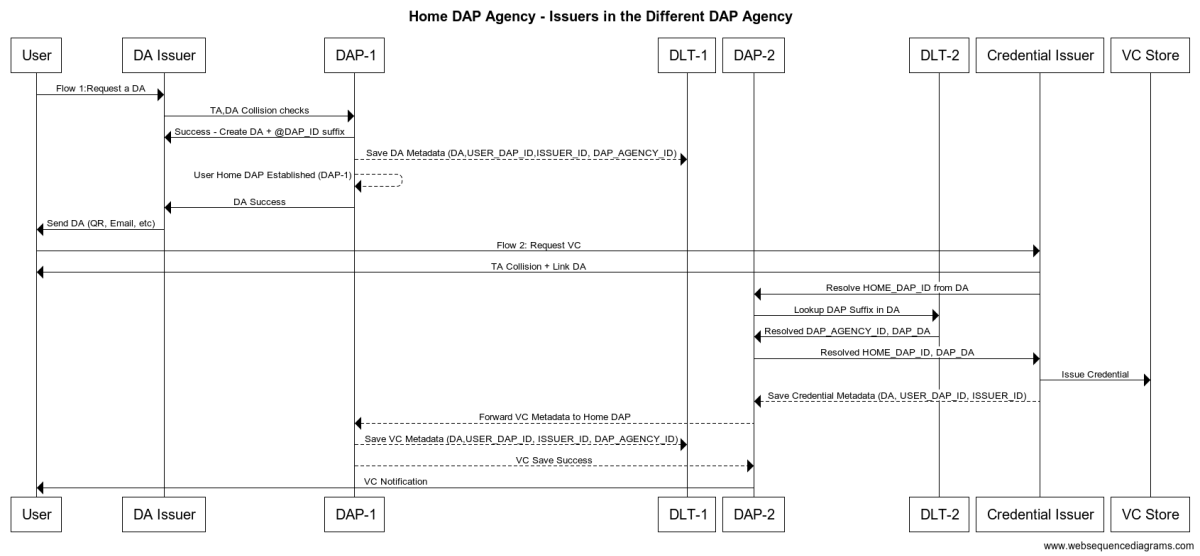 Home DAP Agency - Issuers in the Different DAP Agency
User
DA Issuer
DAP-1
DLT-1
DAP-2
DLT-2
Credential Issuer
VC Store
Flow 1:Request a DA
TA,DA Collision checks
Success - Create DA + @DAP_ID suffix
Save DA Metadata (DA,USER_DAP_ID,ISSUER_ID, DAP_AGENCY_ID)
User Home DAP Established (DAP-1)
DA Success
Send DA (QR, Email, etc)
Flow 2: Request VC
TA Collision + Link DA
Resolve HOME_DAP_ID from DA
Lookup DAP Suffix in DA
Resolved DAP_AGENCY_ID, DAP_DA
Resolved HOME_DAP_ID, DAP_DA
Issue Credential
Save Credential Metadata (DA, USER_DAP_ID, ISSUER_ID)
Forward VC Metadata to Home DAP
Save VC Metadata (DA,USER_DAP_ID, ISSUER_ID, DAP_AGENCY_ID)
VC Save Success
VC Notification
User
DA Issuer
DAP-1
DLT-1
DAP-2
DLT-2
Credential Issuer
VC Store
www.websequencediagrams.com